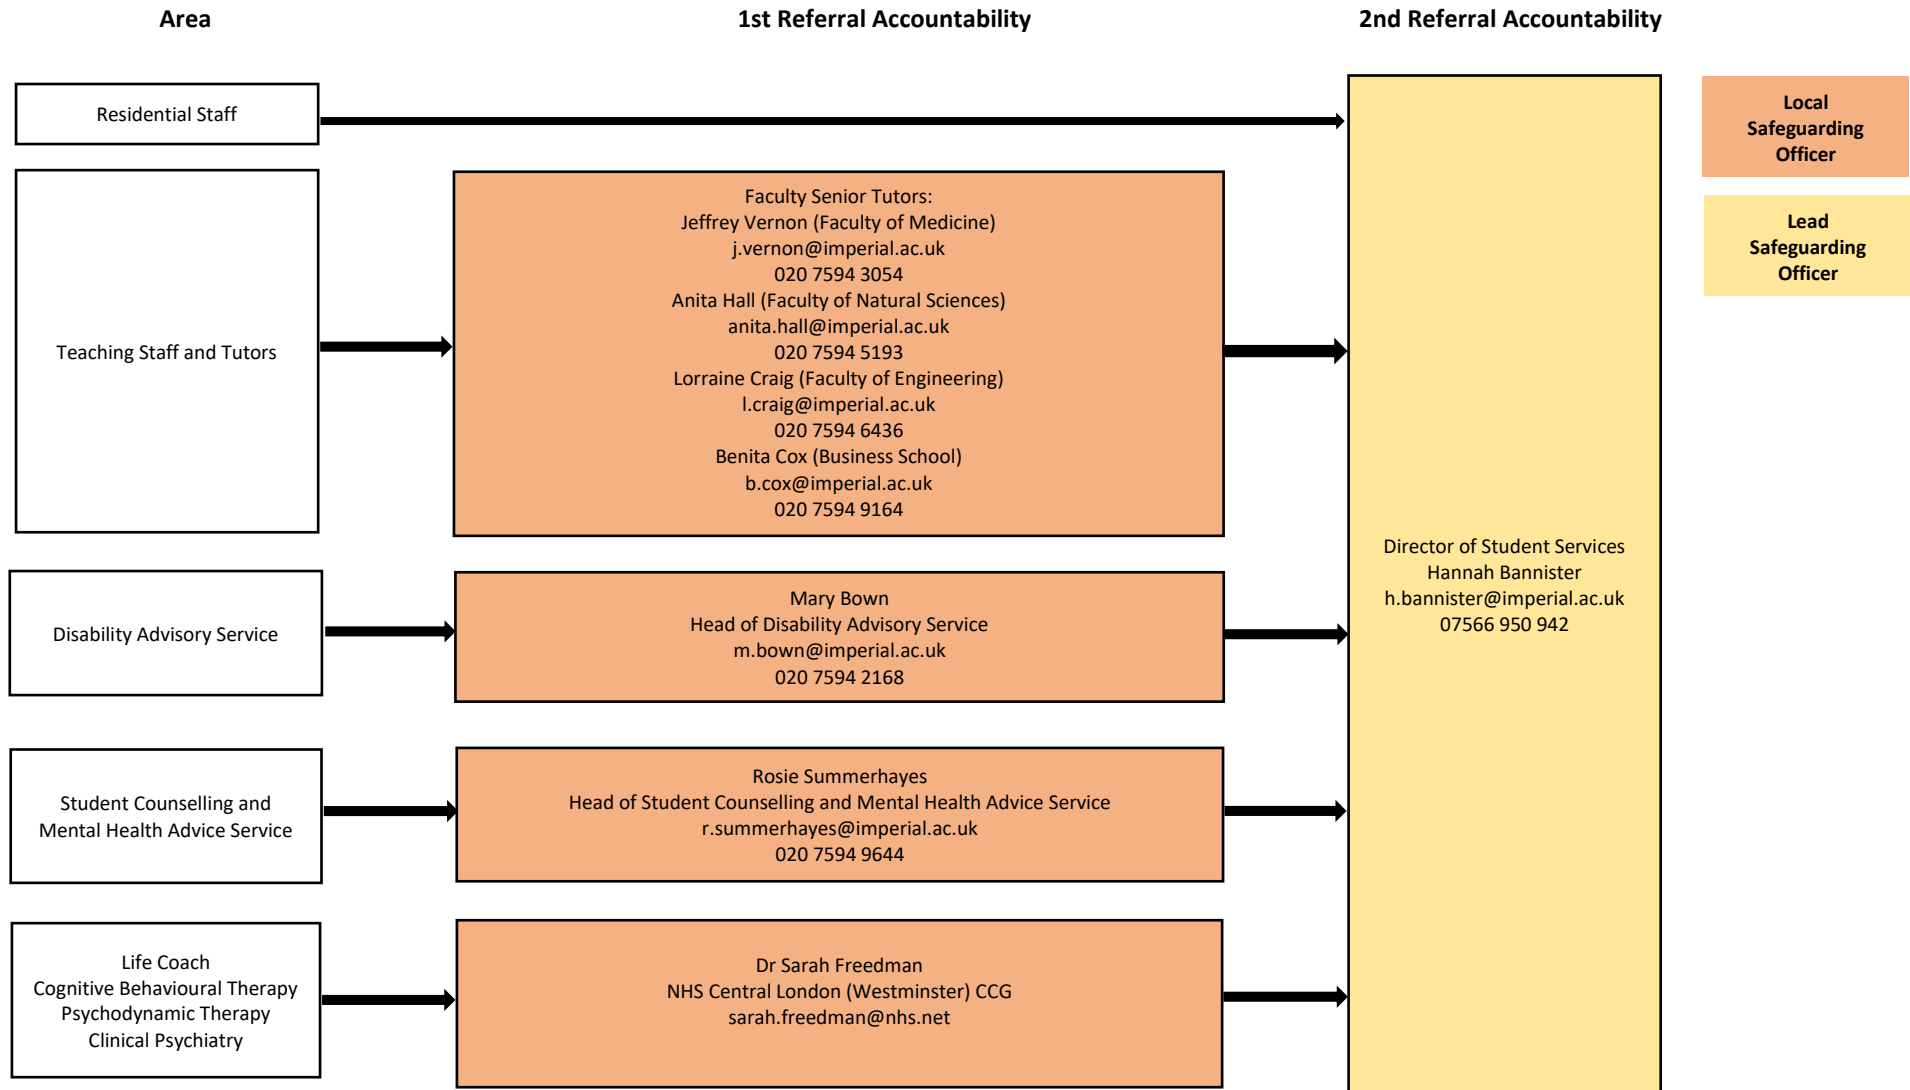 Area
1st Referral Accountability
2nd Referral Accountability
Residential Staff
Local
Safeguarding
Officer
Lead
Safeguarding
Officer
Teaching Staff and Tutors
Faculty Senior Tutors:
Jeffrey Vernon (Faculty of Medicine)
j.vernon@imperial.ac.uk
020 7594 3054
Anita Hall (Faculty of Natural Sciences)
anita.hall@imperial.ac.uk
020 7594 5193
Lorraine Craig (Faculty of Engineering)
l.craig@imperial.ac.uk
020 7594 6436
Benita Cox (Business School)
b.cox@imperial.ac.uk
020 7594 9164
Director of Student Services
Hannah Bannister
h.bannister@imperial.ac.uk
07566 950 942
Disability Advisory Service
Mary Bown
Head of Disability Advisory Service
m.bown@imperial.ac.uk
020 7594 2168
Student Counselling and
Mental Health Advice Service
Rosie Summerhayes
Head of Student Counselling and Mental Health Advice Service
r.summerhayes@imperial.ac.uk
020 7594 9644
Life Coach
Cognitive Behavioural Therapy
Psychodynamic Therapy
Clinical Psychiatry
Dr Sarah Freedman
NHS Central London (Westminster) CCG
sarah.freedman@nhs.net